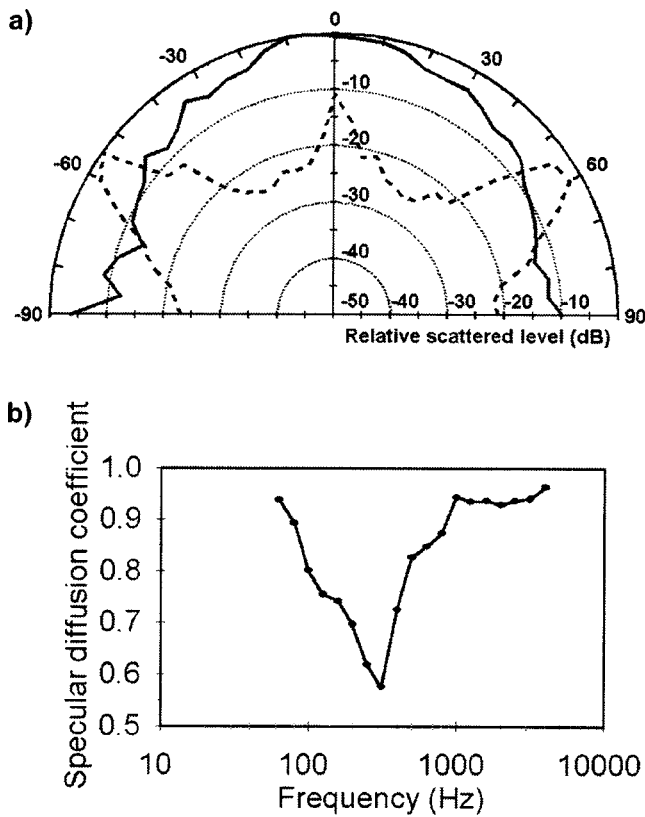 a)
0
-30
30
-60
60
-10
-20
-30
-40
-90
-50 -40 -30 -20 -10
90
Relative scattered level (dB)
b)
Specular diffusion coefficient
1.0
0.9
0.8
0.7
0.6
0.5
10 100 1000 10000
Frequency (Hz)